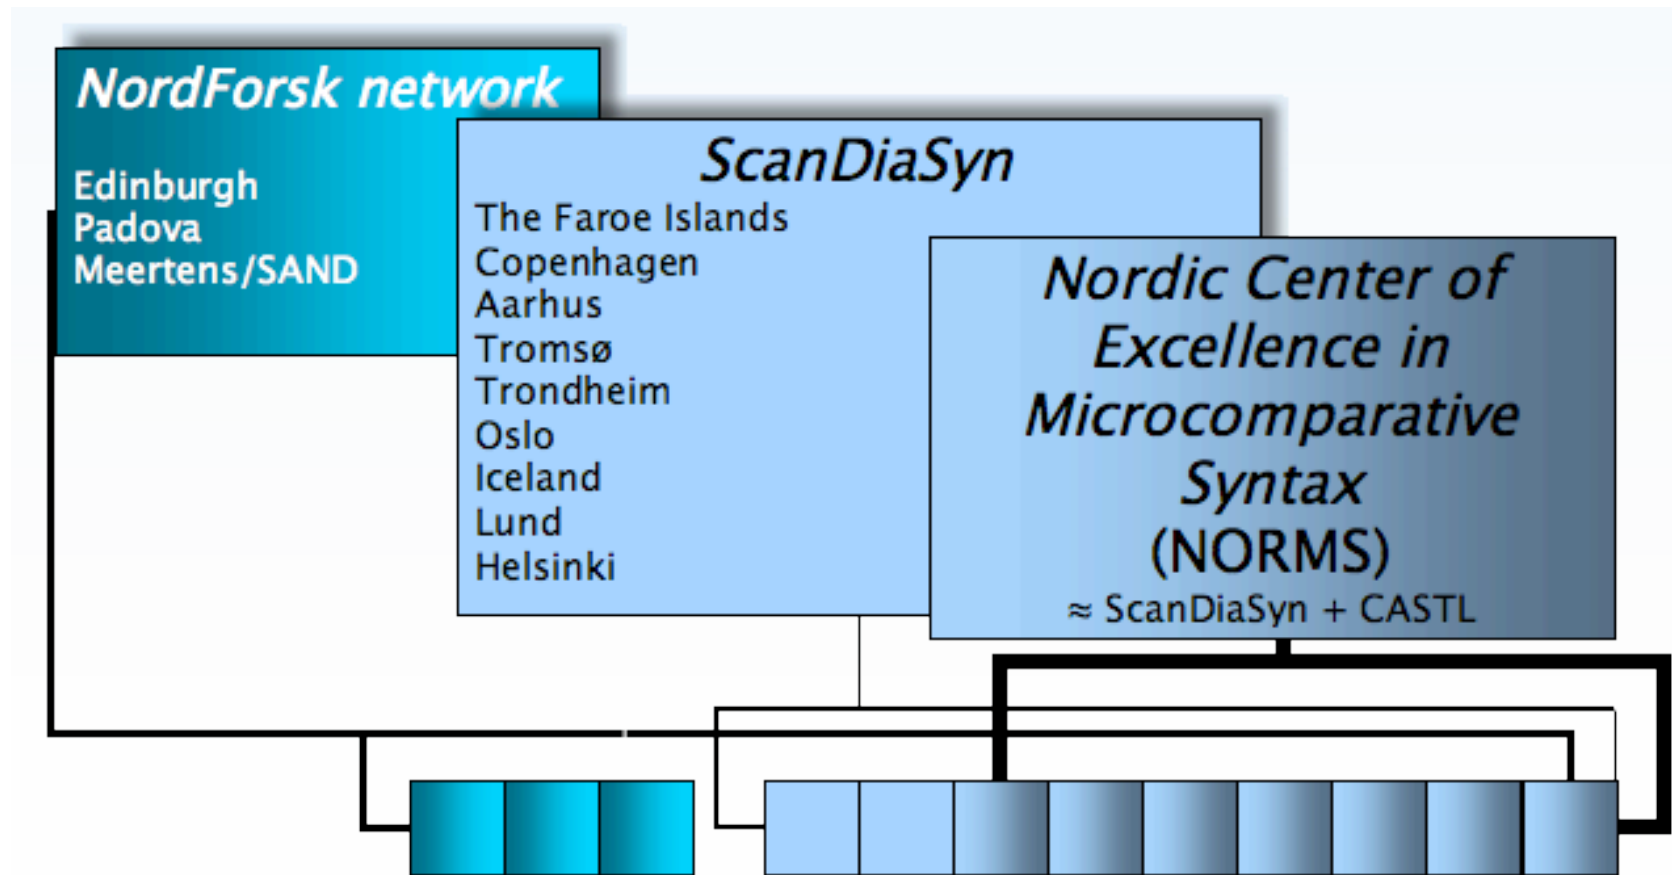 NordForsk network
Edinburgh
Padova
Meertens/SAND
ScanDiaSyn
The Faroe Islands
Copenhagen
Aarhus
Tromsø
Trondheim
Oslo
Iceland
Lund
Helsinki
Nordic Center of
Excellence in
Microcomparative
Syntax
(NORMS)
≈ ScanDiaSyn + CASTL